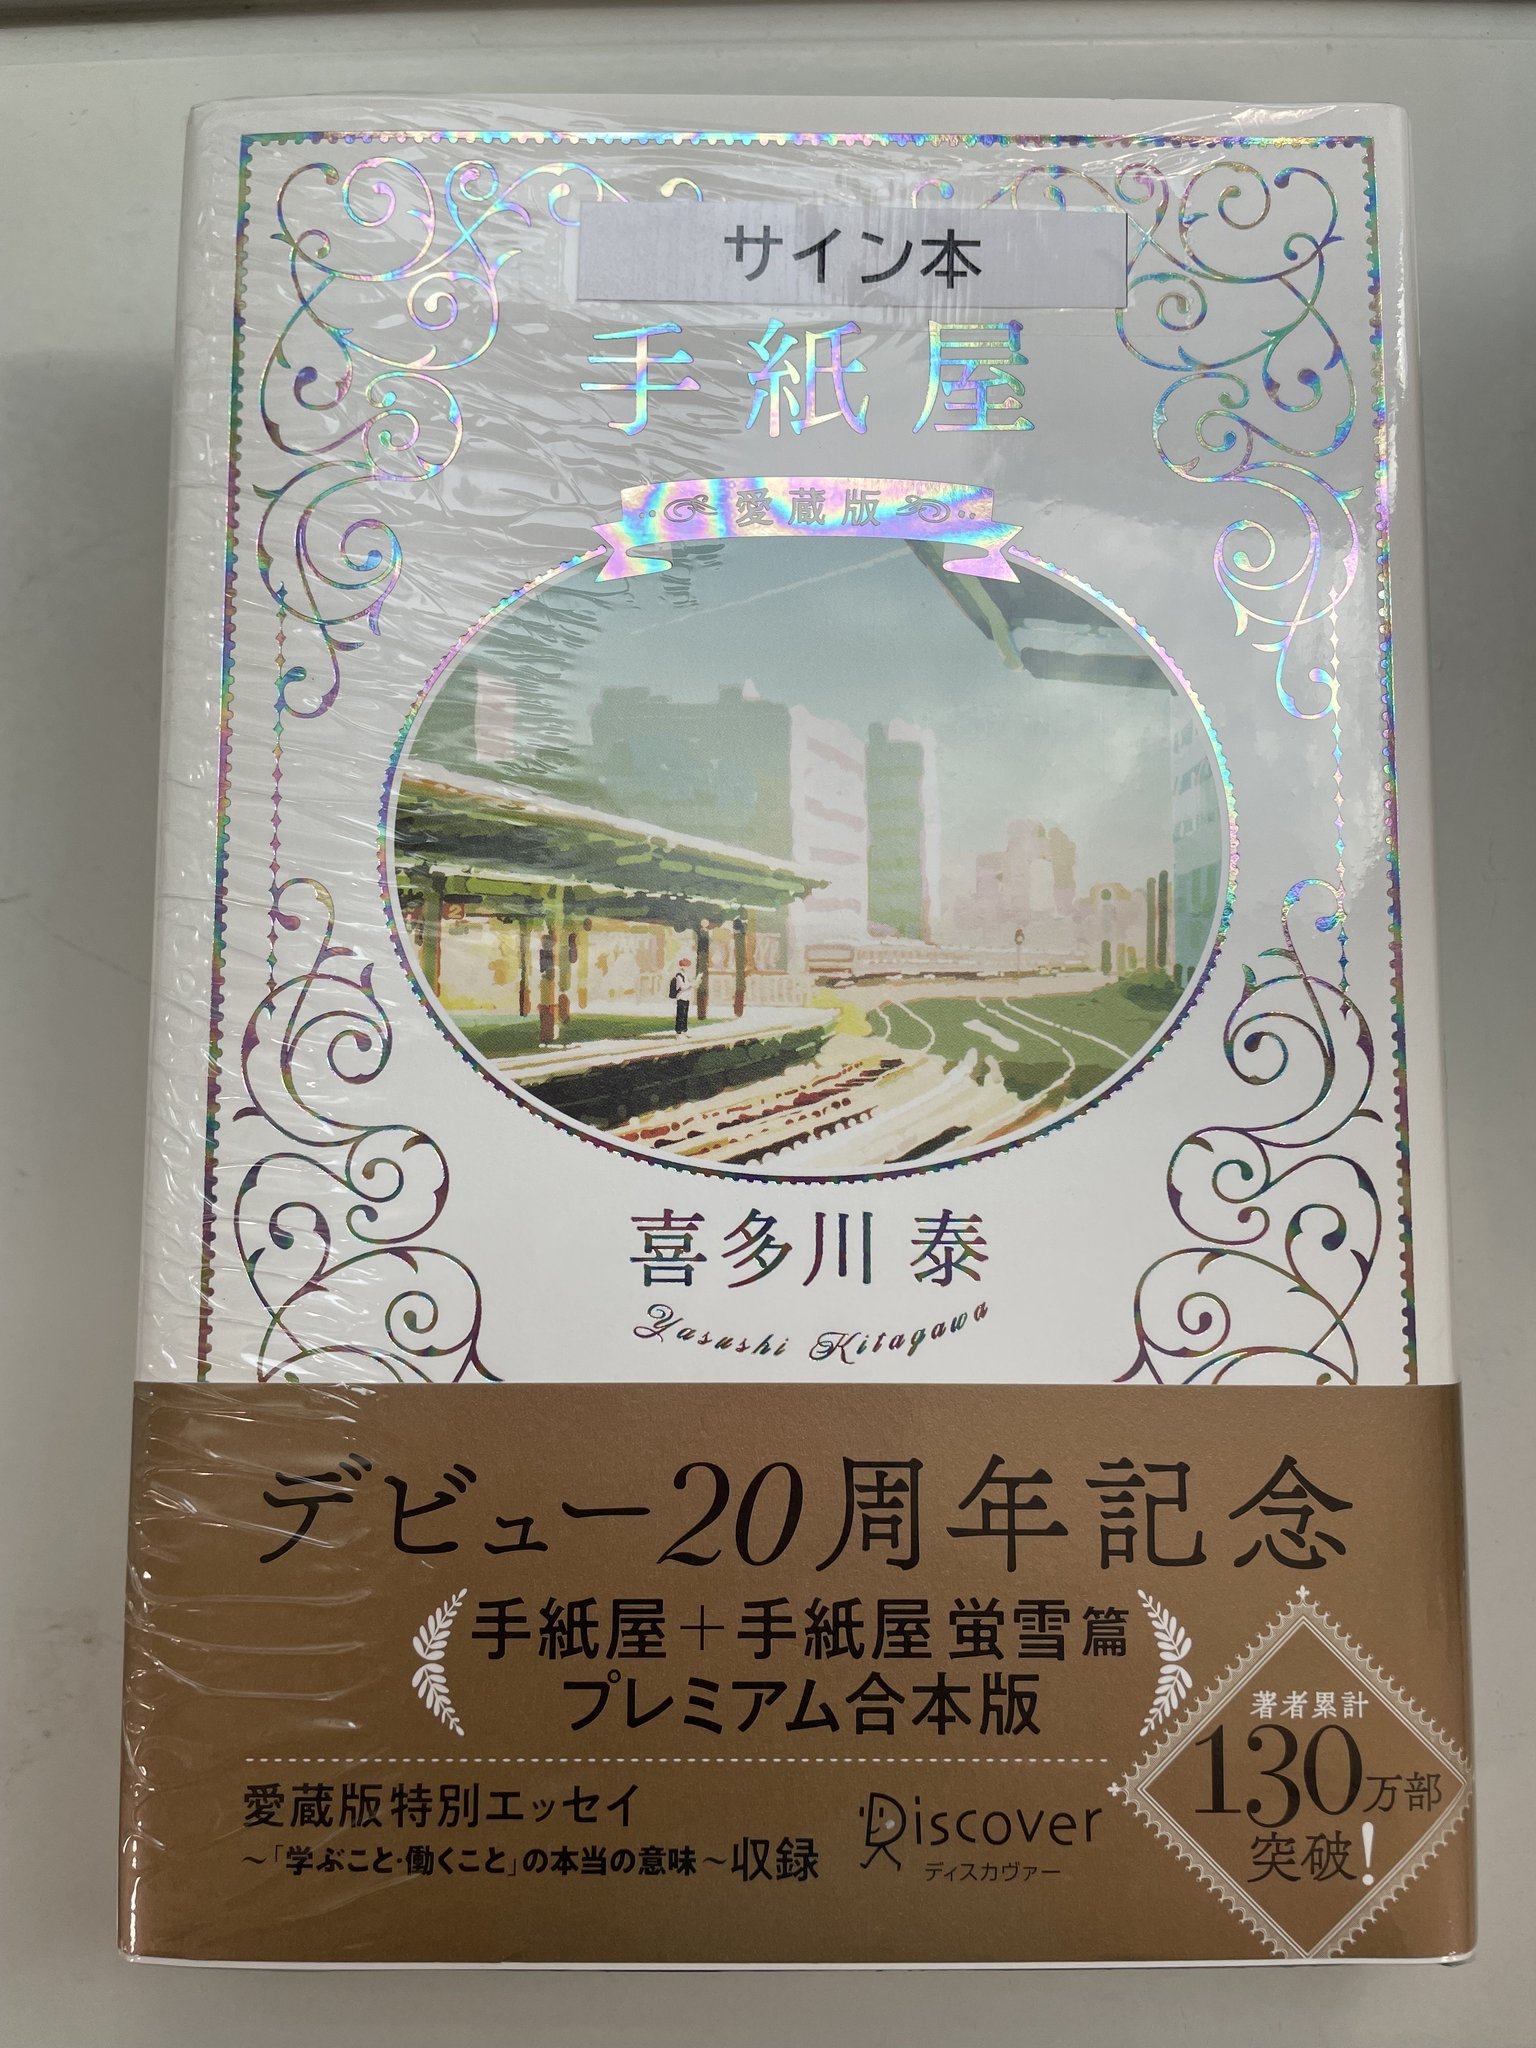 サイン本
手紙屋
愛蔵版
2
喜多川 泰
Yasushi Kitagawa
デビュー20周年記念
手紙屋+手紙屋 蛍雪篇
プレミアム合本版
愛蔵版特別エッセイ
～「学ぶこと・働くこと」の本当の意味～収録
Discover
ディスカヴァー
著者累計
130万部
突破!